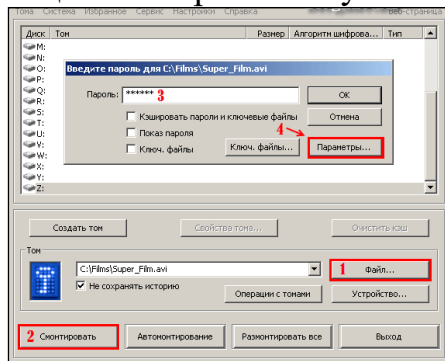 Тома Система Избранное Сервис Настройки Справка Веб-страница
Диск Том Размер Алгоритм шифрова... Тип
M:
N:
O:
P:
Q:
R:
S:
T:
U:
V:
W:
X:
Y:
Z:
Введите пароль для C:\Films\Super_Film.avi
Пароль: ****** 3 OK
Кэшировать пароли и ключевые файлы Отмена
Показ пароля 4
Ключ. файлы Ключ. файлы... Параметры...
Создать том Свойства тома... Очистить кэш
Том
C:\Films\Super_Film.avi 1 Файл...
Не сохранять историю Операции с томами Устройство...
2 Смонтировать Автомонтирование Размонтировать все Выход